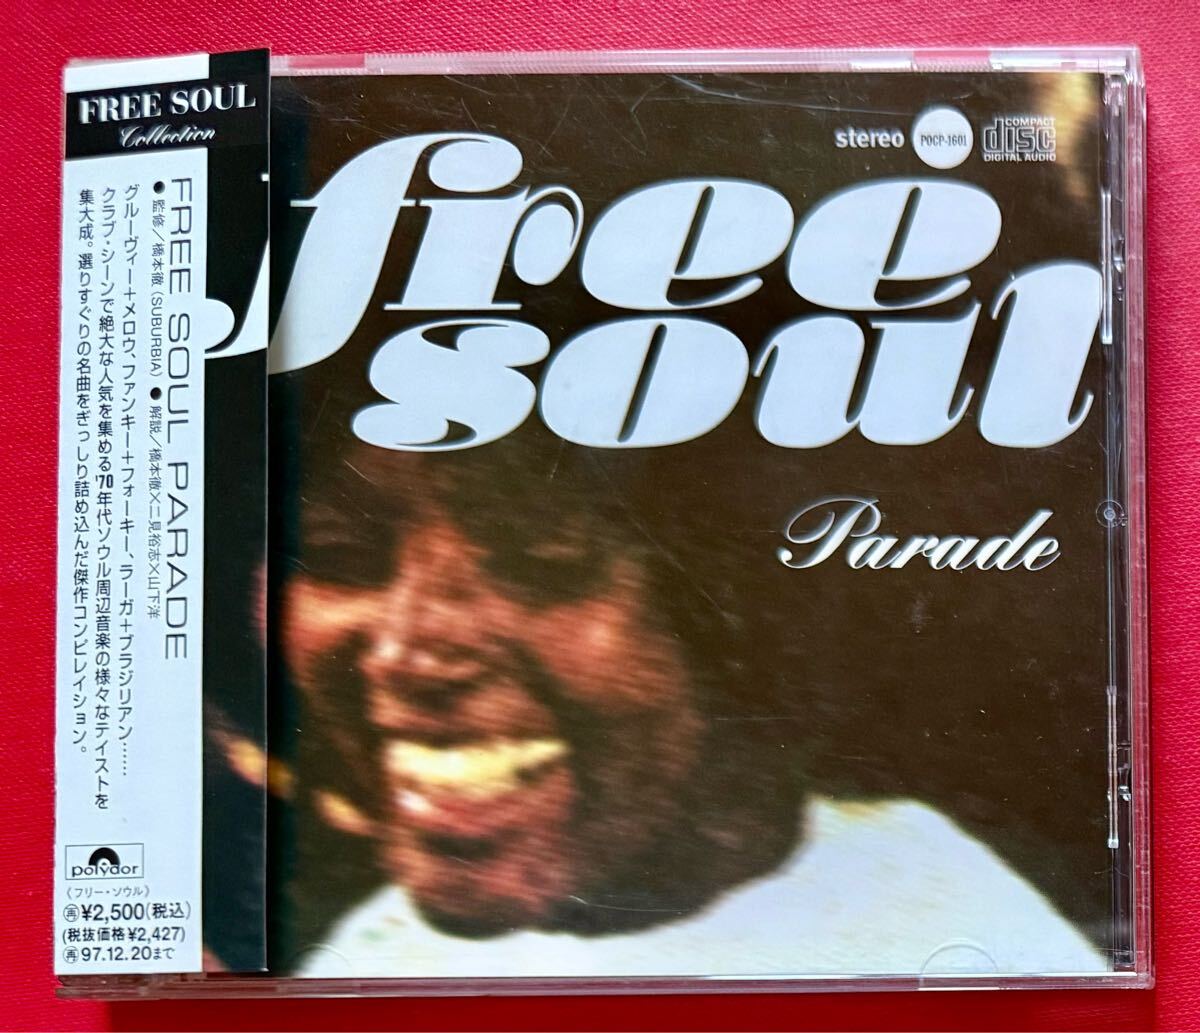 FREE SOUL
Collection
FREE SOUL PARADE
●監修/橋本徹(SUBURBIA) ●解説/橋本徹×二見裕志×山下洋
グルーヴィー+メロウ、ファンキー+フォーキー、ラーガ+ブラジリアン……
クラブ・シーンで絶大な人気を集める'70年代ソウル周辺音楽の様々なテイストを
集大成。選りすぐりの名曲をぎっしり詰め込んだ傑作コンピレイション。
polydor
《フリー・ソウル》
再¥2,500(税込)
(税抜価格¥2,427)
再97.12.20まで
stereo
POCP-1601
COMPACT
disc
DIGITAL AUDIO
free
soul
Parade